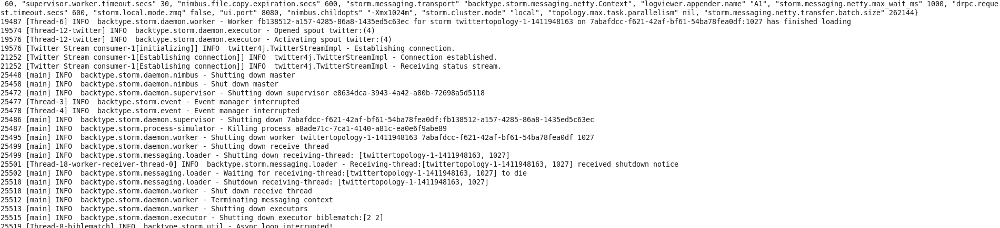 60, "supervisor.worker.timeout.secs" 30, "nimbus.file.copy.expiration.secs" 600, "storm.messaging.transport" "backtype.storm.messaging.netty.Context", "logviewer.appender.name" "A1", "storm.messaging.netty.max_wait_ms" 1000, "drpc.reque
st.timeout.secs" 600, "storm.local.mode.zmq" false, "ui.port" 8080, "nimbus.childopts" "-Xmx1024m", "storm.cluster.mode" "local", "topology.max.task.parallelism" nil, "storm.messaging.netty.transfer.batch.size" 262144}
19487 [Thread-6] INFO  backtype.storm.daemon.worker - Worker fb138512-a157-4285-86a8-1435ed5c63ec for storm twittertopology-1-1411948163 on 7abafdcc-f621-42af-bf61-54ba78fea0df:1027 has finished loading
19574 [Thread-12-twitter] INFO  backtype.storm.daemon.executor - Opened spout twitter:(4)
19576 [Thread-12-twitter] INFO  backtype.storm.daemon.executor - Activating spout twitter:(4)
19576 [Twitter Stream consumer-1[initializing]] INFO  twitter4j.TwitterStreamImpl - Establishing connection.
21252 [Twitter Stream consumer-1[Establishing connection]] INFO  twitter4j.TwitterStreamImpl - Connection established.
21252 [Twitter Stream consumer-1[Establishing connection]] INFO  twitter4j.TwitterStreamImpl - Receiving status stream.
25448 [main] INFO  backtype.storm.daemon.nimbus - Shutting down master
25458 [main] INFO  backtype.storm.daemon.nimbus - Shut down master
25472 [main] INFO  backtype.storm.daemon.supervisor - Shutting down supervisor e8634dca-3943-4a42-a80b-72698a5d5118
25477 [Thread-3] INFO  backtype.storm.event - Event manager interrupted
25478 [Thread-4] INFO  backtype.storm.event - Event manager interrupted
25486 [main] INFO  backtype.storm.daemon.supervisor - Shutting down 7abafdcc-f621-42af-bf61-54ba78fea0df:fb138512-a157-4285-86a8-1435ed5c63ec
25487 [main] INFO  backtype.storm.process-simulator - Killing process a8ade71c-7ca1-4140-a81c-ea0e6f9abe89
25495 [main] INFO  backtype.storm.daemon.worker - Shutting down worker twittertopology-1-1411948163 7abafdcc-f621-42af-bf61-54ba78fea0df 1027
25499 [main] INFO  backtype.storm.daemon.worker - Shutting down receive thread
25499 [main] INFO  backtype.storm.messaging.loader - Shutting down receiving-thread: [twittertopology-1-1411948163, 1027]
25501 [Thread-18-worker-receiver-thread-0] INFO  backtype.storm.messaging.loader - Receiving-thread:[twittertopology-1-1411948163, 1027] received shutdown notice
25502 [main] INFO  backtype.storm.messaging.loader - Waiting for receiving-thread:[twittertopology-1-1411948163, 1027] to die
25510 [main] INFO  backtype.storm.messaging.loader - Shutdown receiving-thread: [twittertopology-1-1411948163, 1027]
25510 [main] INFO  backtype.storm.daemon.worker - Shut down receive thread
25512 [main] INFO  backtype.storm.daemon.worker - Terminating messaging context
25513 [main] INFO  backtype.storm.daemon.worker - Shutting down executors
25515 [main] INFO  backtype.storm.daemon.executor - Shutting down executor biblematch:[2 2]
25519 [Thread-8-biblematch] INFO  backtype.storm.util - Async loop interrupted!